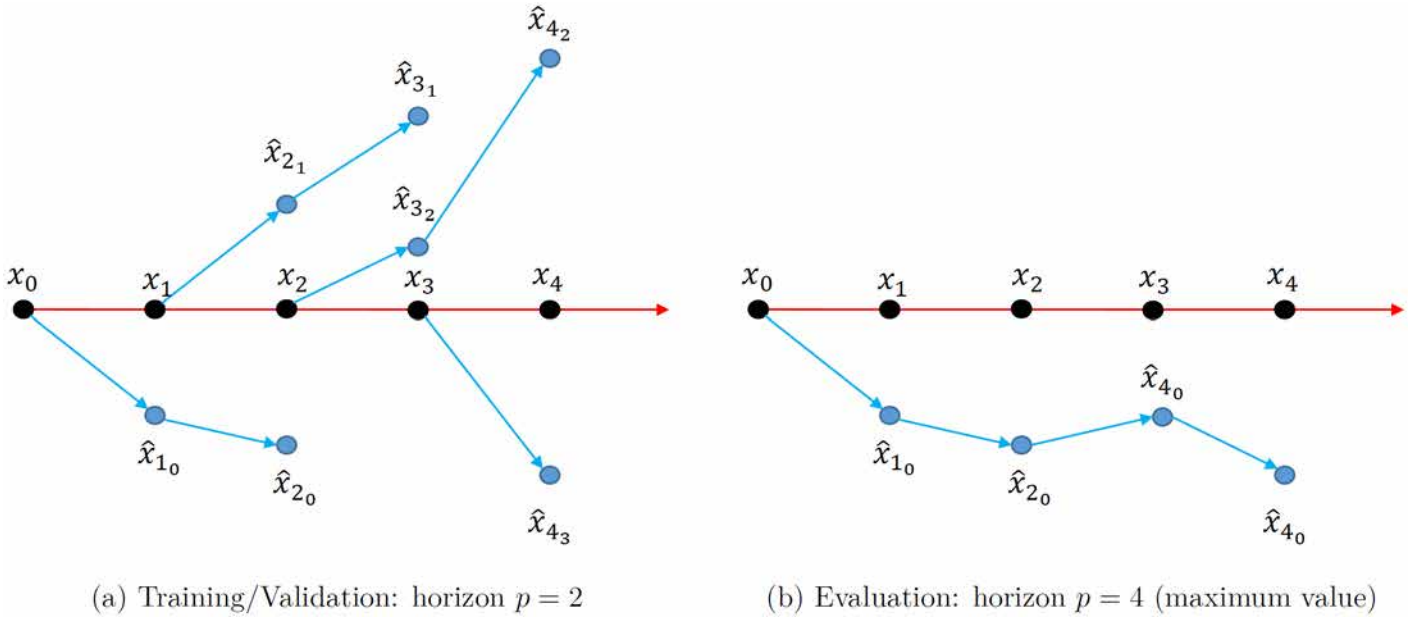 x̂₄₂
x̂₃₁
x̂₂₁
x̂₃₂
x₀ x₁ x₂ x₃ x₄
x̂₁₀
x̂₂₀
x̂₄₃
(a) Training/Validation: horizon p = 2
x₀ x₁ x₂ x₃ x₄
x̂₄₀
x̂₁₀
x̂₂₀
x̂₄₀
(b) Evaluation: horizon p = 4 (maximum value)